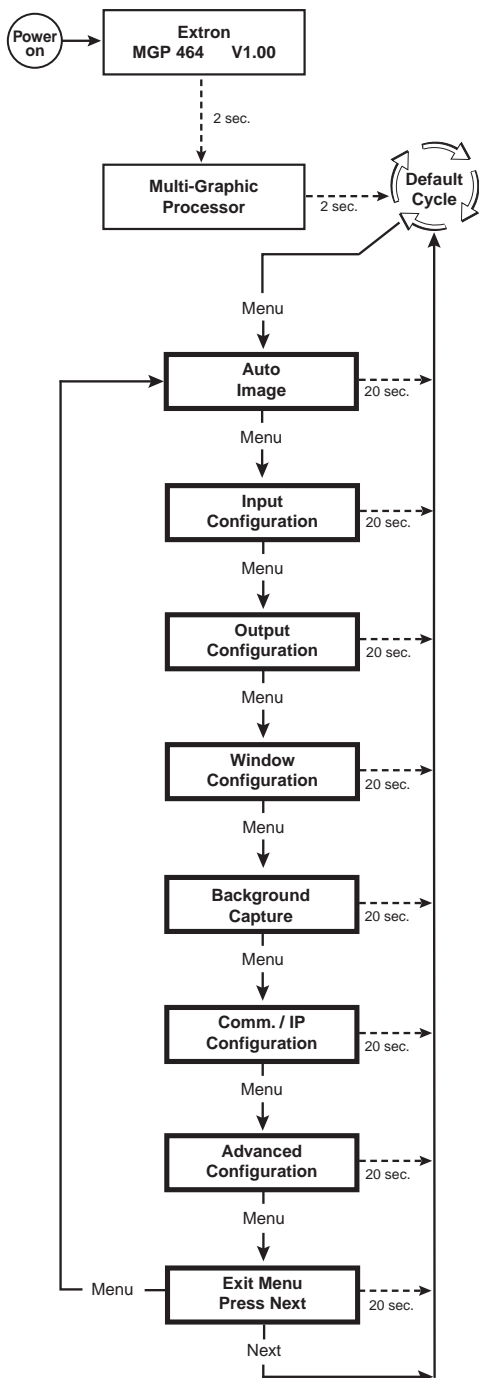 Power
on
Extron
MGP 464 V1.00
2 sec.
Multi-Graphic
Processor
2 sec.
Default
Cycle
Menu
Auto
Image
20 sec.
Menu
Input
Configuration
20 sec.
Menu
Output
Configuration
20 sec.
Menu
Window
Configuration
20 sec.
Menu
Background
Capture
20 sec.
Menu
Comm. / IP
Configuration
20 sec.
Menu
Advanced
Configuration
20 sec.
Menu
Menu
Exit Menu
Press Next
20 sec.
Next